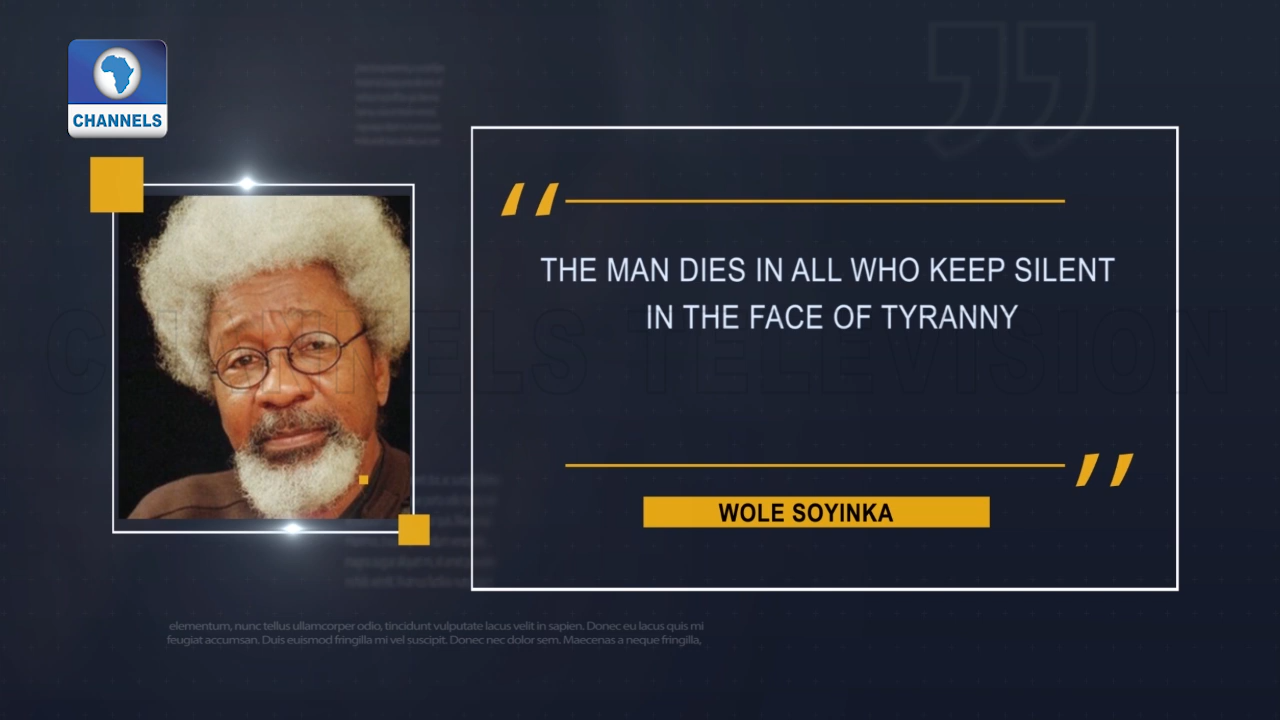 CHANNELS
“
THE MAN DIES IN ALL WHO KEEP SILENT
IN THE FACE OF TYRANNY
”
WOLE SOYINKA
CHANNELS TELEVISION
elementum, nunc tellus ullamcorper odio, tincidunt vulputate lacus velit in sapien. Donec eu lacus quis mi
feugiat accumsan. Duis euismod fringilla mi vel suscipit. Donec nec dolor sem. Maecenas a neque fringilla,